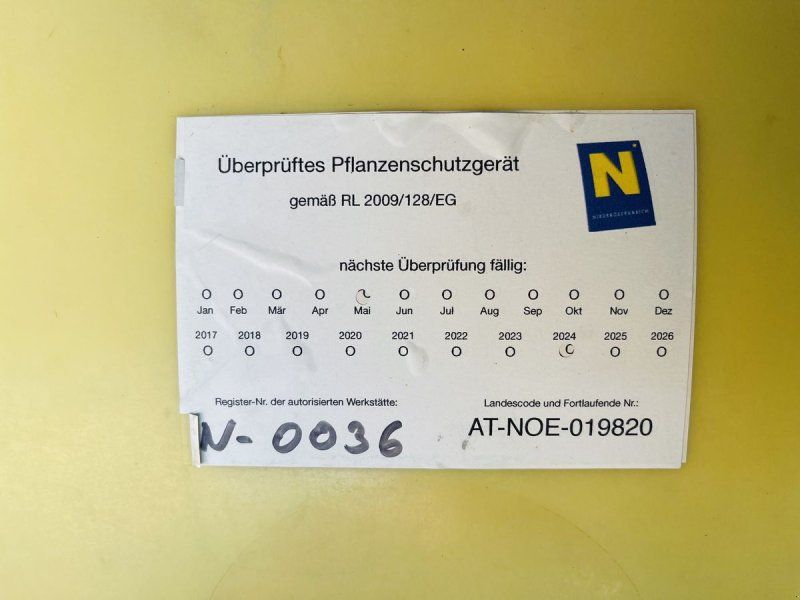 Überprüftes Pflanzenschutzgerät
gemäß RL 2009/128/EG
N
NIEDERÖSTERREICH
nächste Überprüfung fällig:
Jan Feb Mär Apr Mai Jun Jul Aug Sep Okt Nov Dez
2017 2018 2019 2020 2021 2022 2023 2024 2025 2026
Register-Nr. der autorisierten Werkstätte:
N-0036
Landescode und Fortlaufende Nr.:
AT-NOE-019820